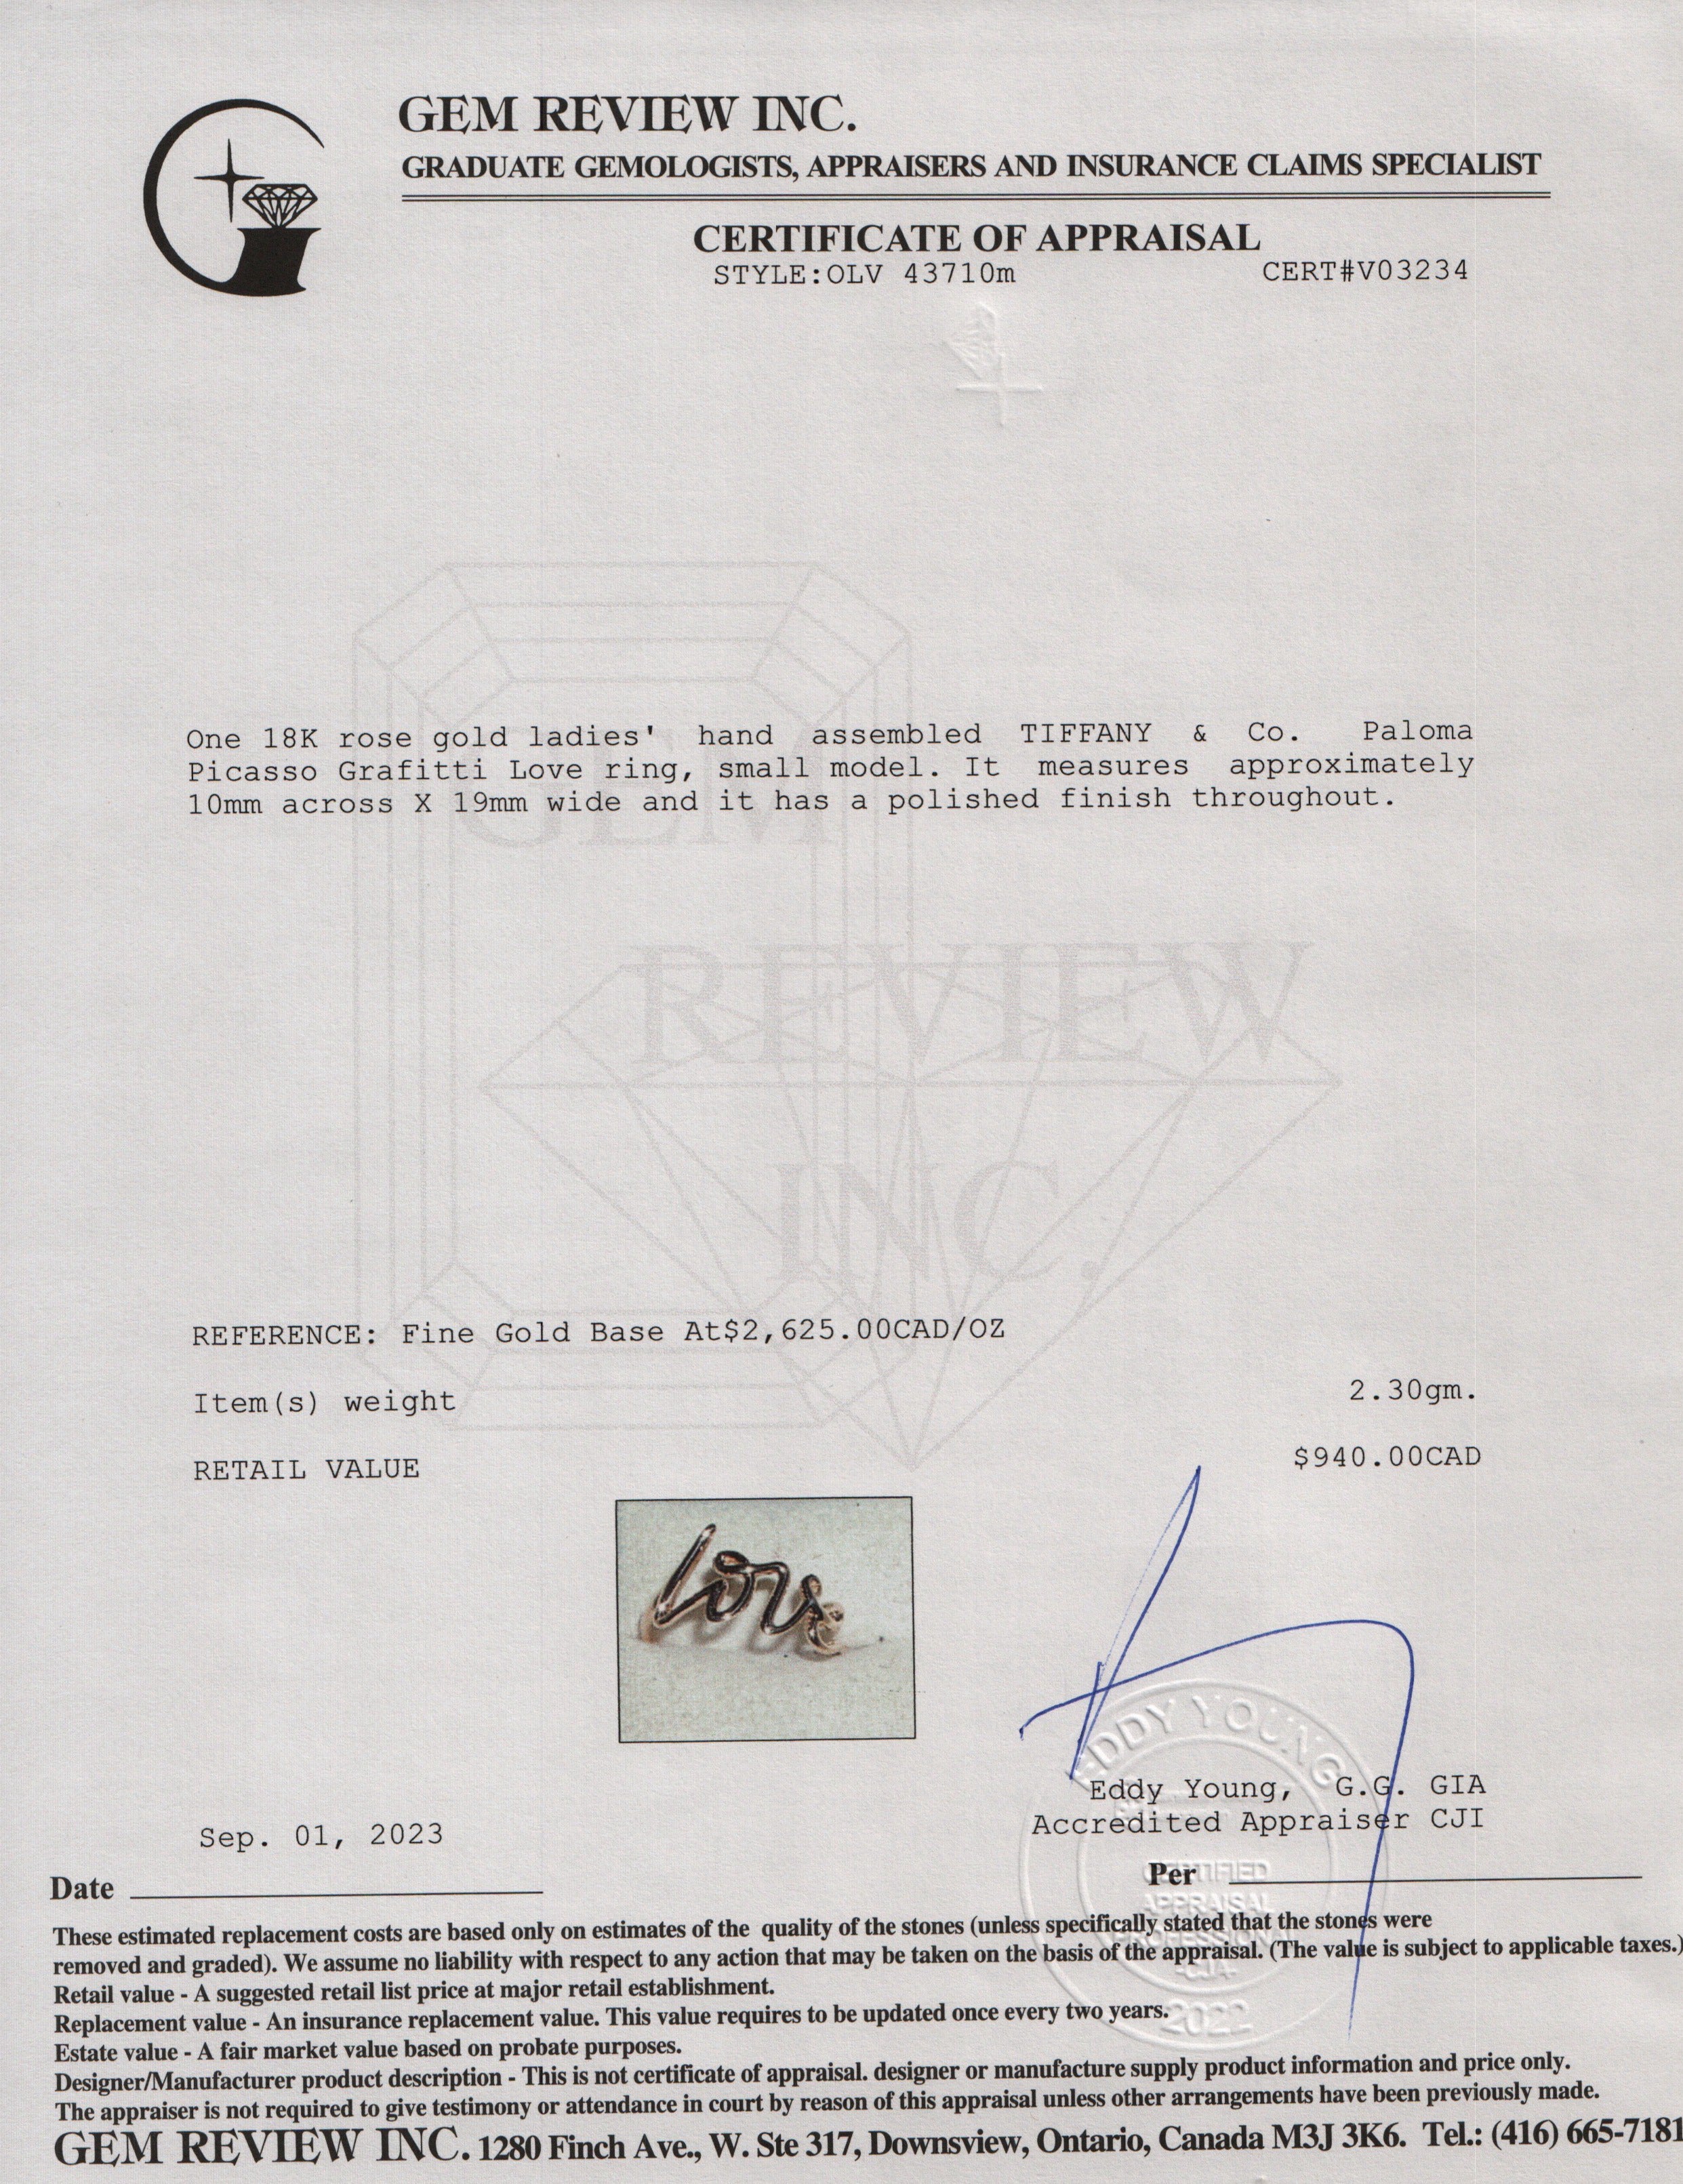 GEM REVIEW INC.
GRADUATE GEMOLOGISTS, APPRAISERS AND INSURANCE CLAIMS SPECIALIST
CERTIFICATE OF APPRAISAL
STYLE:OLV 43710m CERT#V03234
One 18K rose gold ladies' hand assembled TIFFANY & Co. Paloma
Picasso Grafitti Love ring, small model. It measures approximately
10mm across X 19mm wide and it has a polished finish throughout.
GEM
REVIEW
INC.
REFERENCE: Fine Gold Base At$2,625.00CAD/OZ
Item(s) weight 2.30gm.
RETAIL VALUE $940.00CAD
love
EDDY YOUNG
Eddy Young, G.G. GIA
Accredited Appraiser CJI
Sep. 01, 2023
Date
Per
CERTIFIED
APPRAISAL
PROFESSIONAL
-CJA-
2022
These estimated replacement costs are based only on estimates of the quality of the stones (unless specifically stated that the stones were
removed and graded). We assume no liability with respect to any action that may be taken on the basis of the appraisal. (The value is subject to applicable taxes.)
Retail value - A suggested retail list price at major retail establishment.
Replacement value - An insurance replacement value. This value requires to be updated once every two years.
Estate value - A fair market value based on probate purposes.
Designer/Manufacturer product description - This is not certificate of appraisal. designer or manufacture supply product information and price only.
The appraiser is not required to give testimony or attendance in court by reason of this appraisal unless other arrangements have been previously made.
GEM REVIEW INC. 1280 Finch Ave., W. Ste 317, Downsview, Ontario, Canada M3J 3K6. Tel.: (416) 665-7181